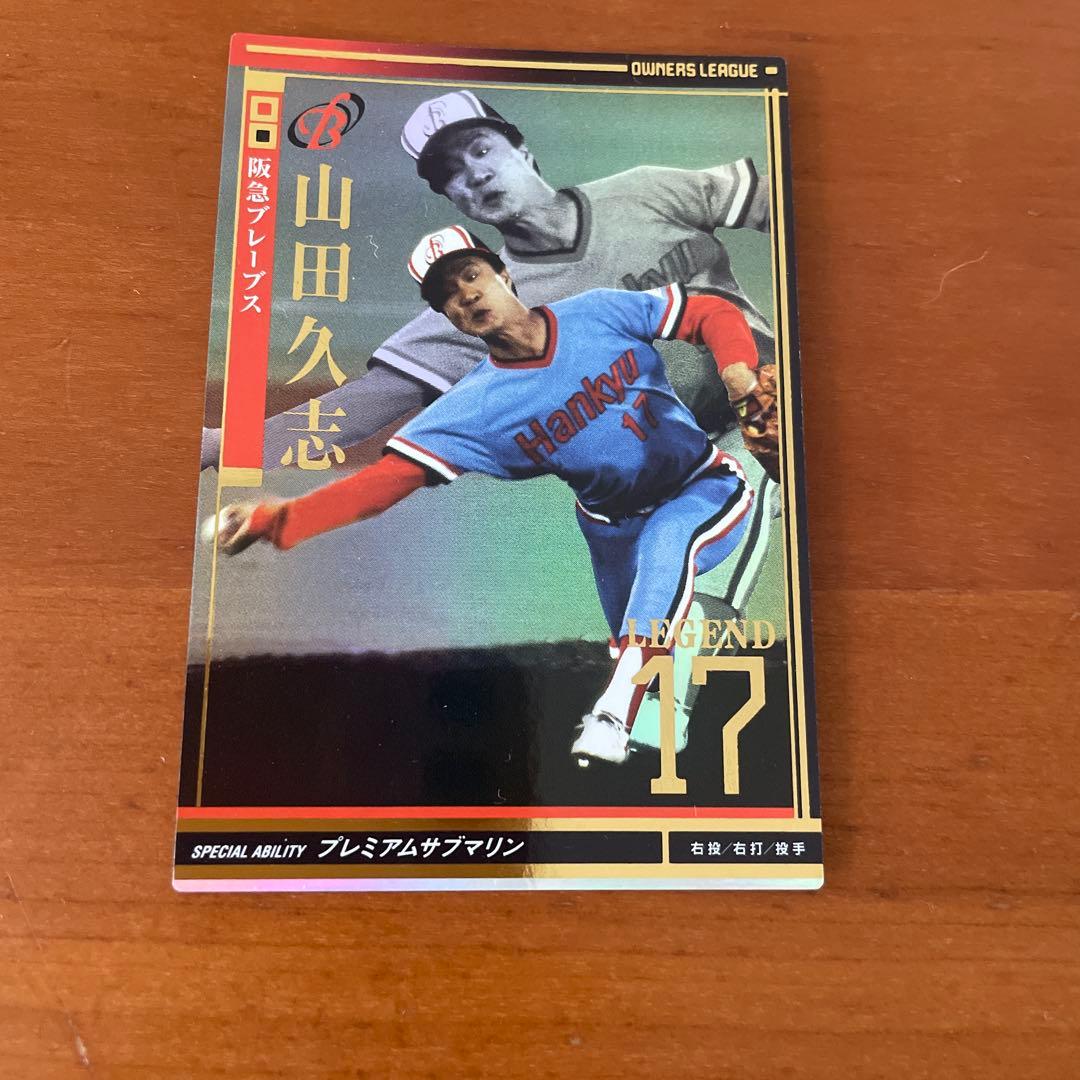 OWNERS LEAGUE
阪急ブレーブス
B
山田久志
B
B
Hankyu
17
LEGEND
17
SPECIAL ABILITY プレミアムサブマリン
右投/右打/投手